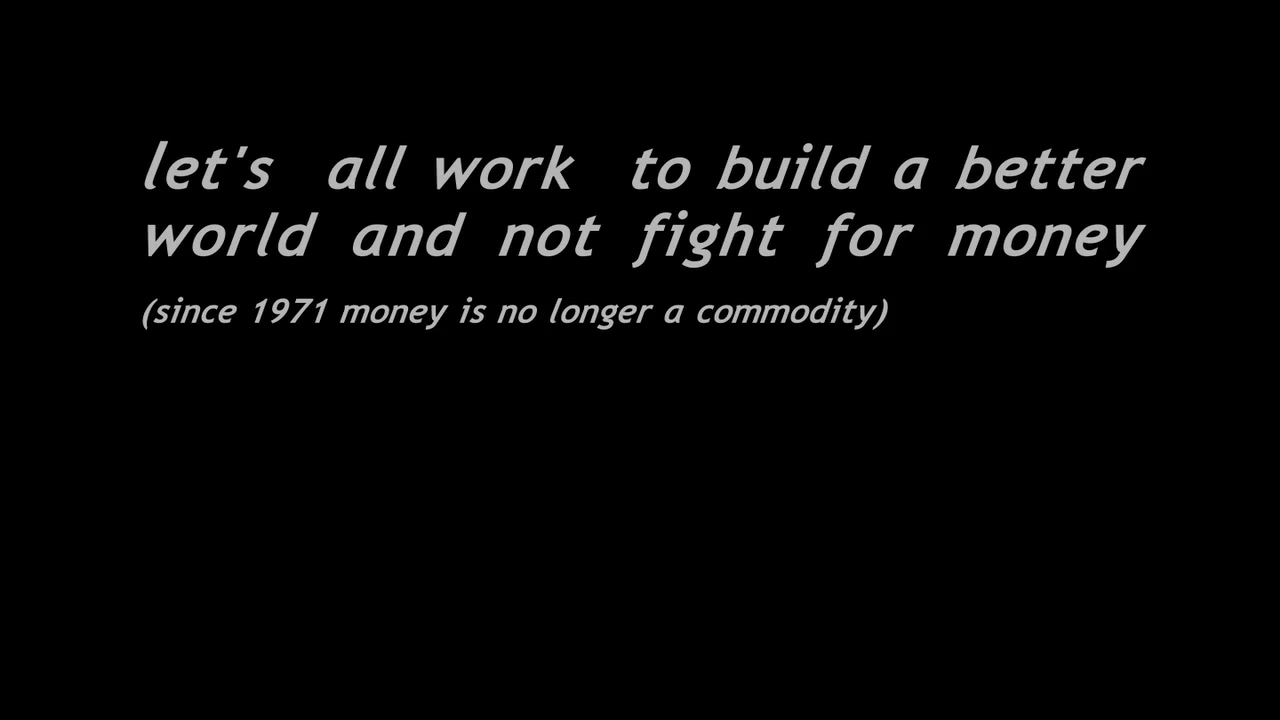 let's all work to build a better
world and not fight for money
(since 1971 money is no longer a commodity)